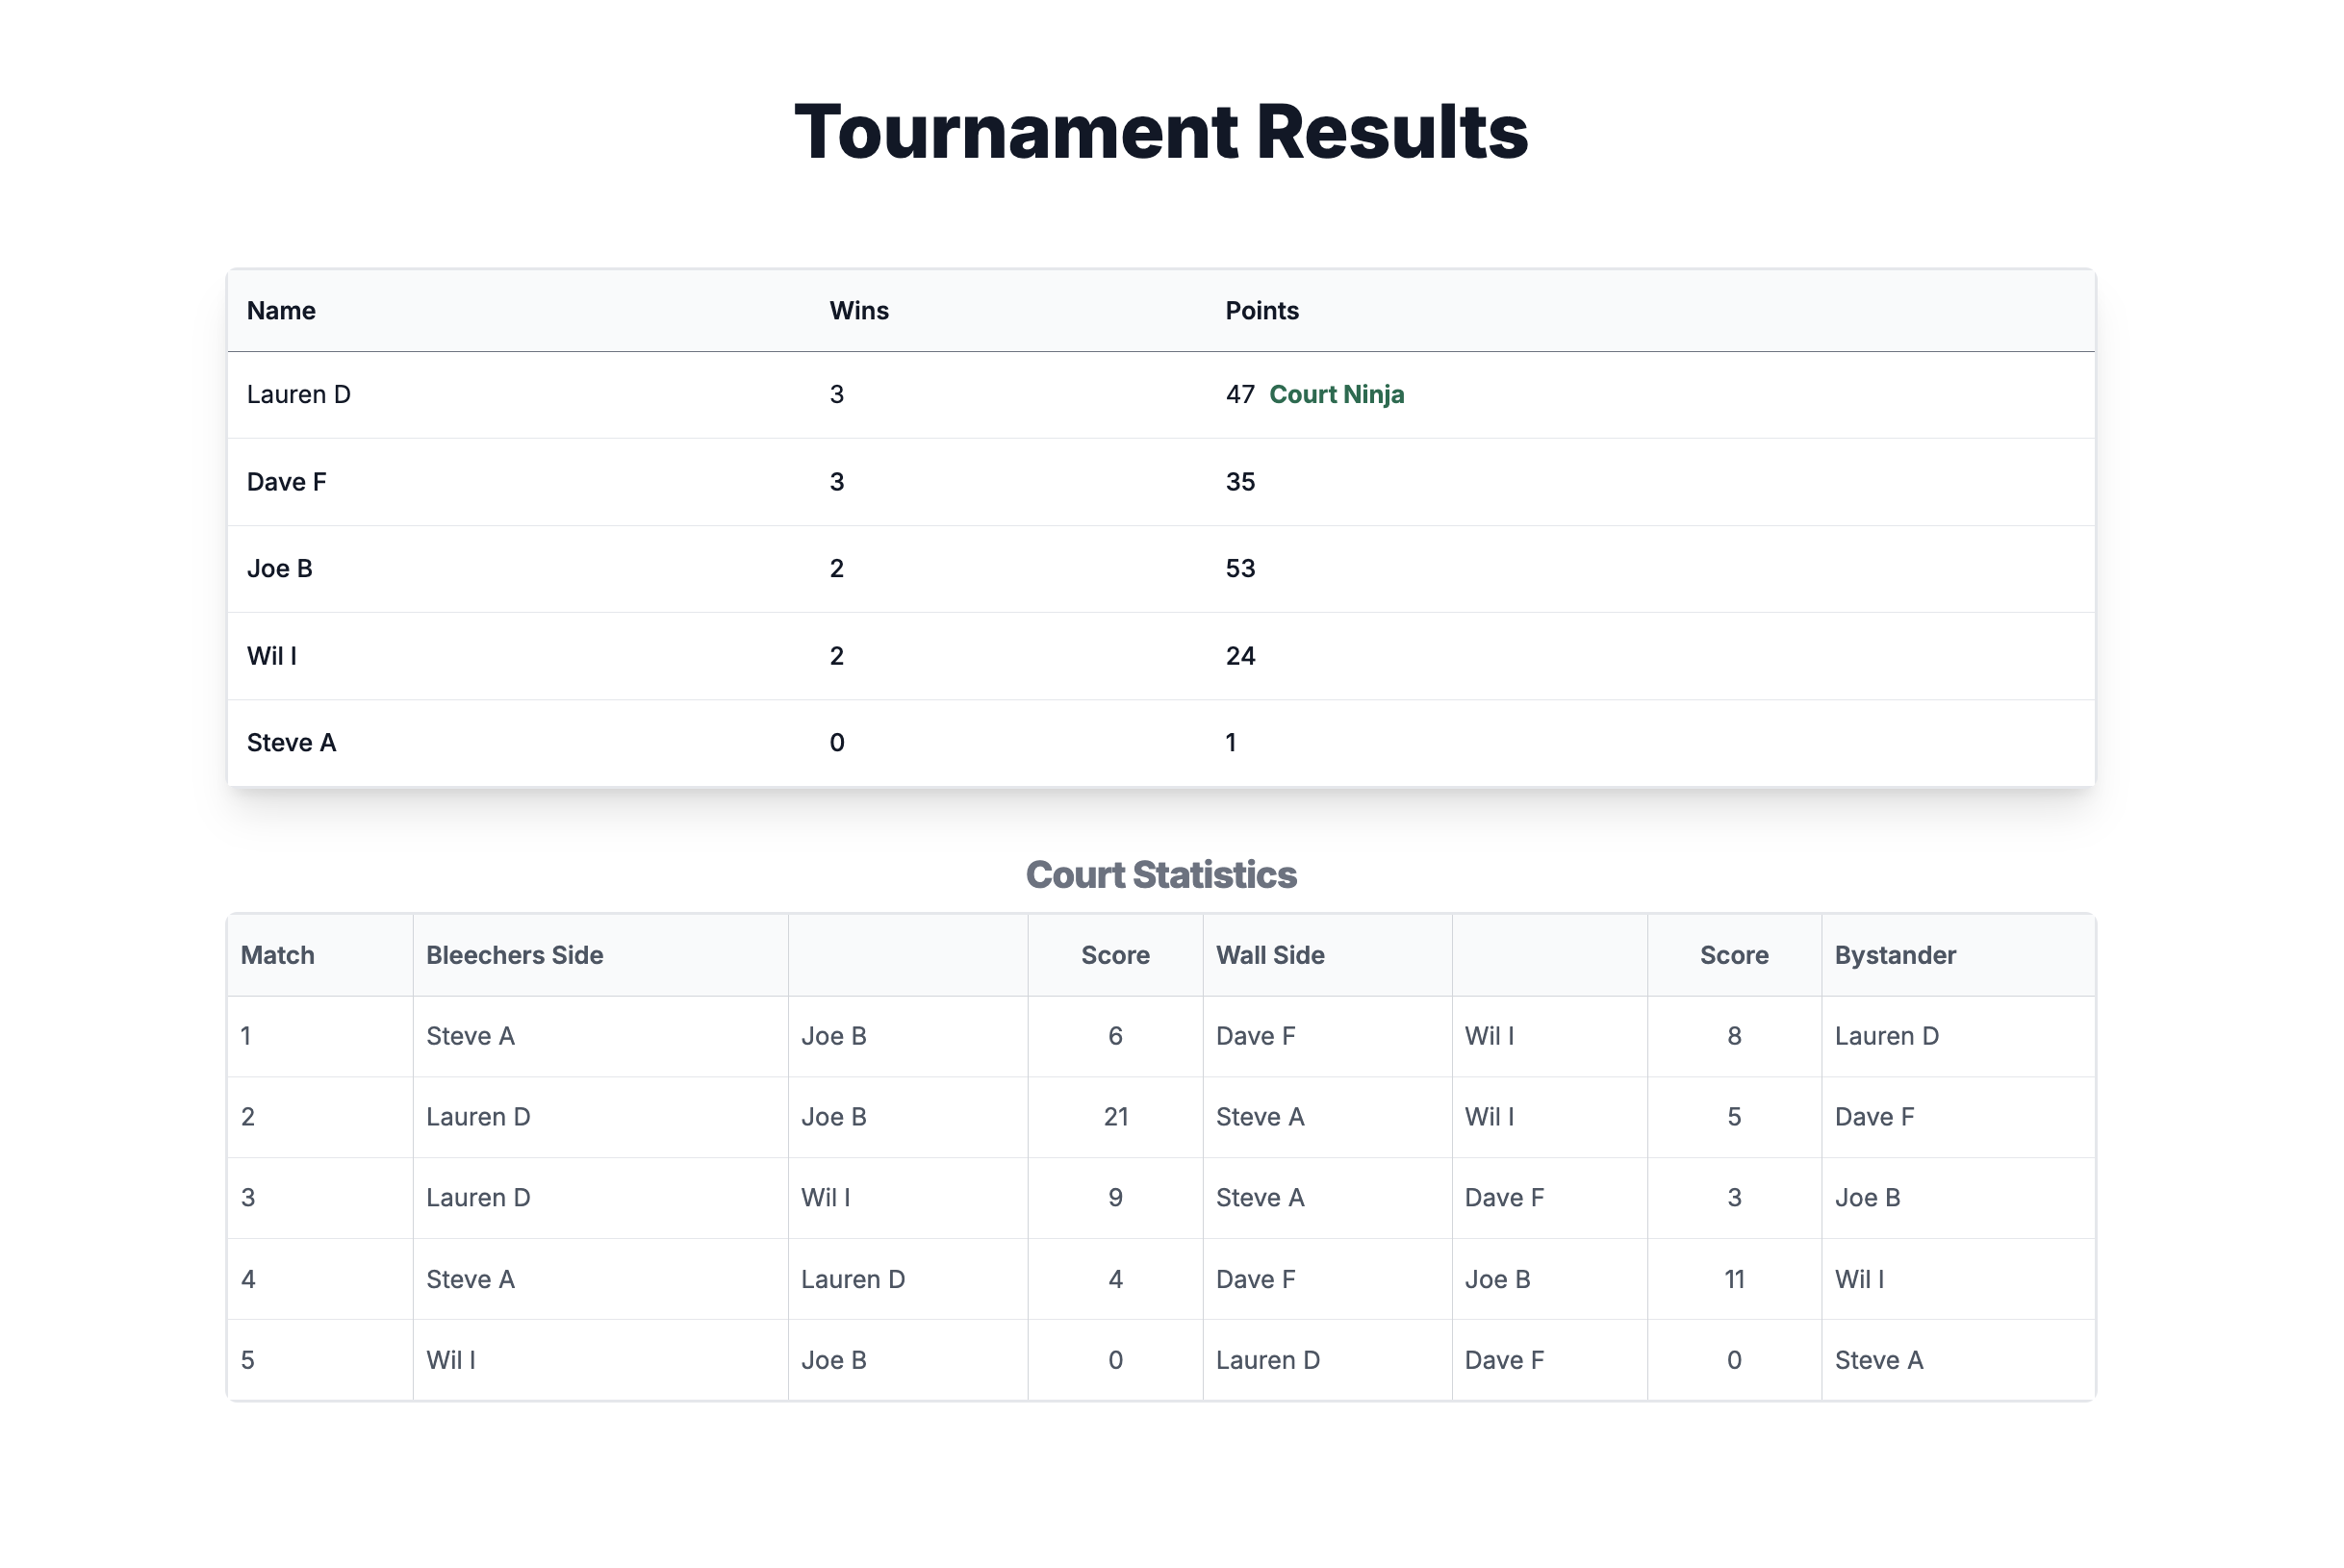 Tournament Results
Name Wins Points
Lauren D 3 47 Court Ninja
Dave F 3 35
Joe B 2 53
Wil I 2 24
Steve A 0 1
Court Statistics
Match Bleechers Side Score Wall Side Score Bystander
1 Steve A Joe B 6 Dave F Wil I 8 Lauren D
2 Lauren D Joe B 21 Steve A Wil I 5 Dave F
3 Lauren D Wil I 9 Steve A Dave F 3 Joe B
4 Steve A Lauren D 4 Dave F Joe B 11 Wil I
5 Wil I Joe B 0 Lauren D Dave F 0 Steve A